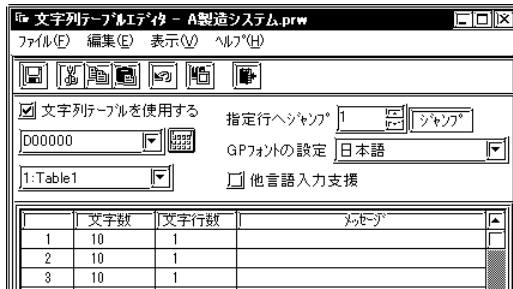 文字列ﾃｰﾌﾞﾙｴﾃﾞｨﾀ - A製造システム.prw
ﾌｧｲﾙ(F) 編集(E) 表示(V) ﾍﾙﾌﾟ(H)
文字列ﾃｰﾌﾞﾙを使用する
指定行へｼﾞｬﾝﾌﾟ 1 ｼﾞｬﾝﾌﾟ
D00000
GPﾌｫﾝﾄの設定 日本語
1:Table1
他言語入力支援
文字数 文字行数 ﾒｯｾｰｼﾞ
1 10 1
2 10 1
3 10 1